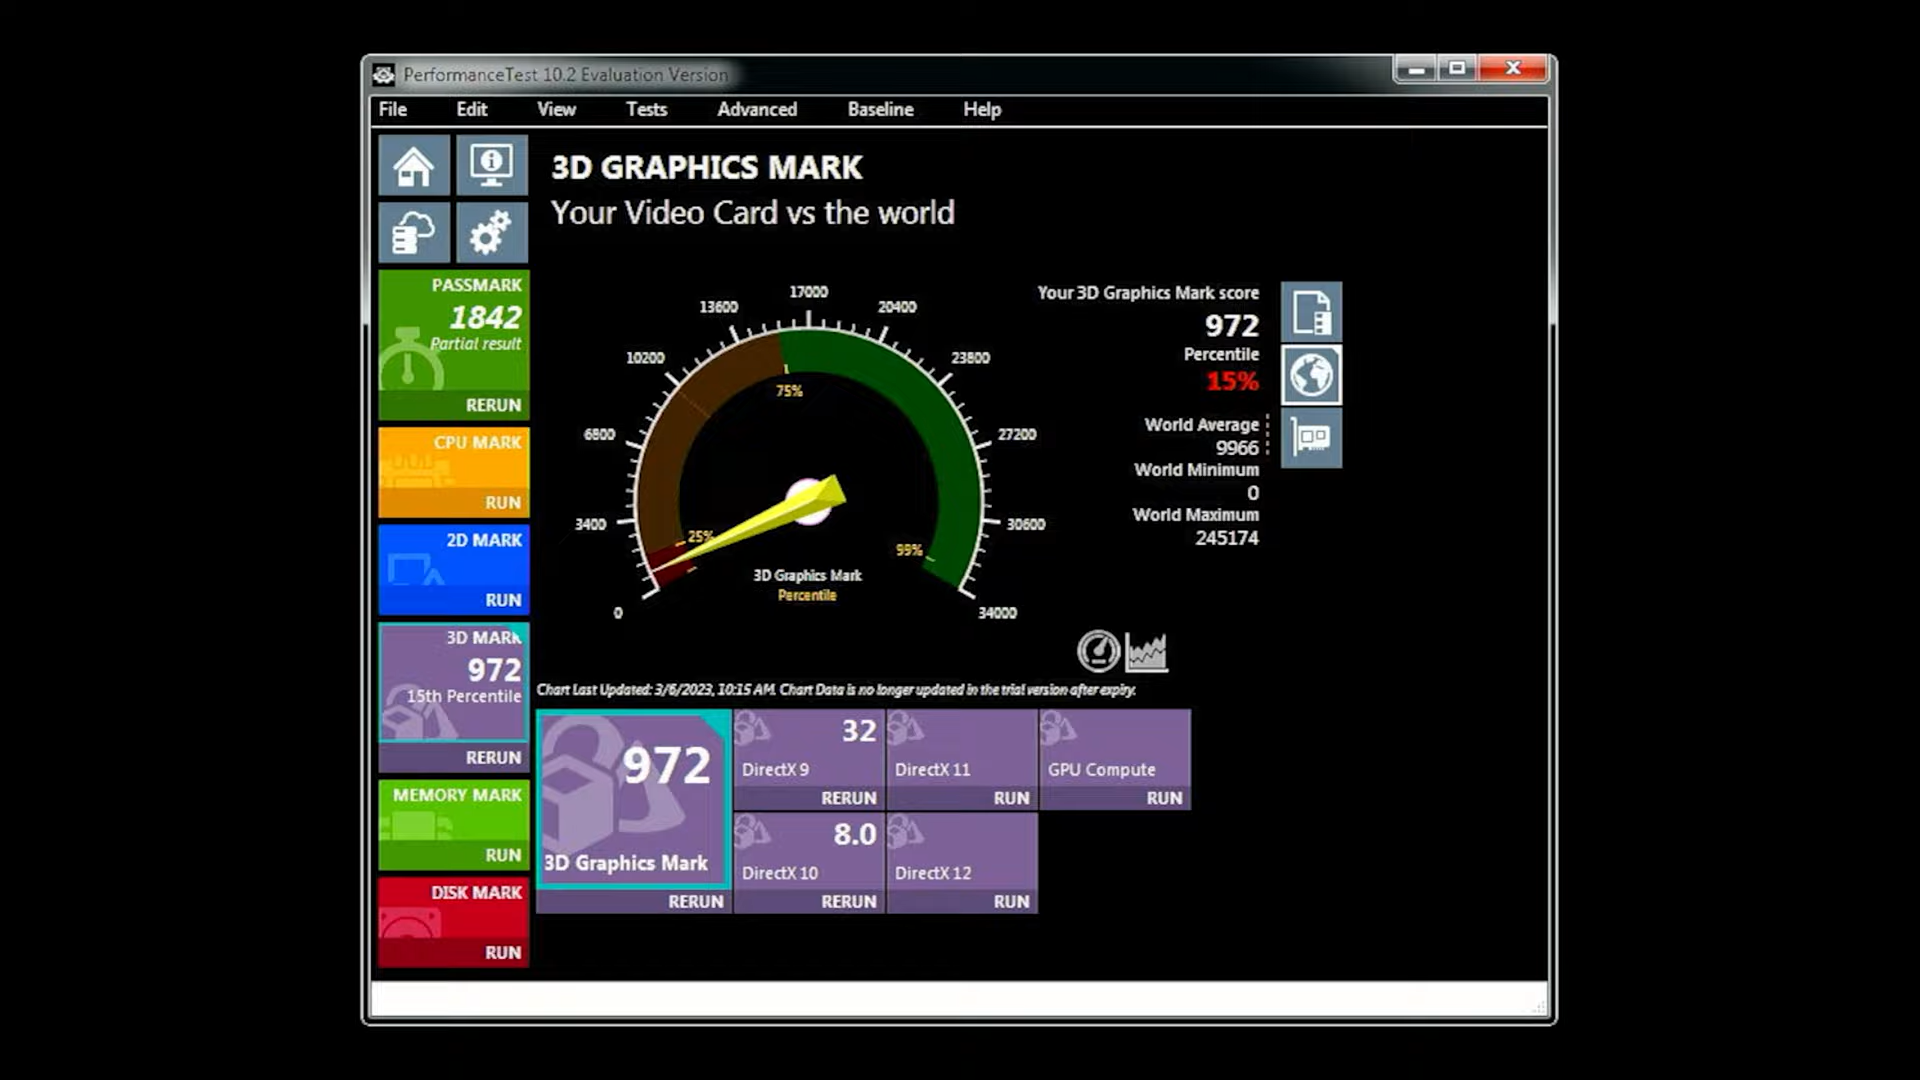 PerformanceTest 10.2 Evaluation Version
File Edit View Tests Advanced Baseline Help
3D GRAPHICS MARK
Your Video Card vs the world
PASSMARK
1842
Partial result
RERUN
CPU MARK
RUN
2D MARK
RUN
3D MARK
972
15th Percentile
RERUN
MEMORY MARK
RUN
DISK MARK
RUN
0
3400
6800
10200
13600
17000
20400
23800
27200
30600
34000
25%
75%
99%
3D Graphics Mark
Percentile
Your 3D Graphics Mark score
972
Percentile
15%
World Average
9966
World Minimum
0
World Maximum
245174
Chart Last Updated: 3/6/2023, 10:15 AM. Chart Data is no longer updated in the trial version after expiry.
972
3D Graphics Mark
RERUN
32
DirectX 9
RERUN
DirectX 11
RUN
GPU Compute
RUN
8.0
DirectX 10
RERUN
DirectX 12
RUN